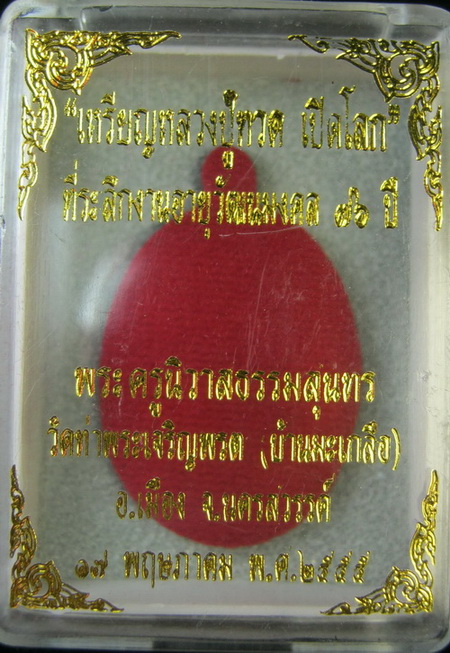 "เหรียญหลวงปู่ทวด เปิดโลก"
ที่ระลึกงานอายุวัฒนมงคล ๗๖ ปี
พระครูนิวาสธรรมสุนทร
วัดท่าพระเจริญพรต (บ้านมะเกลือ)
อ.เมือง จ.นครสวรรค์
๑๙ พฤษภาคม พ.ศ.๒๕๕๕